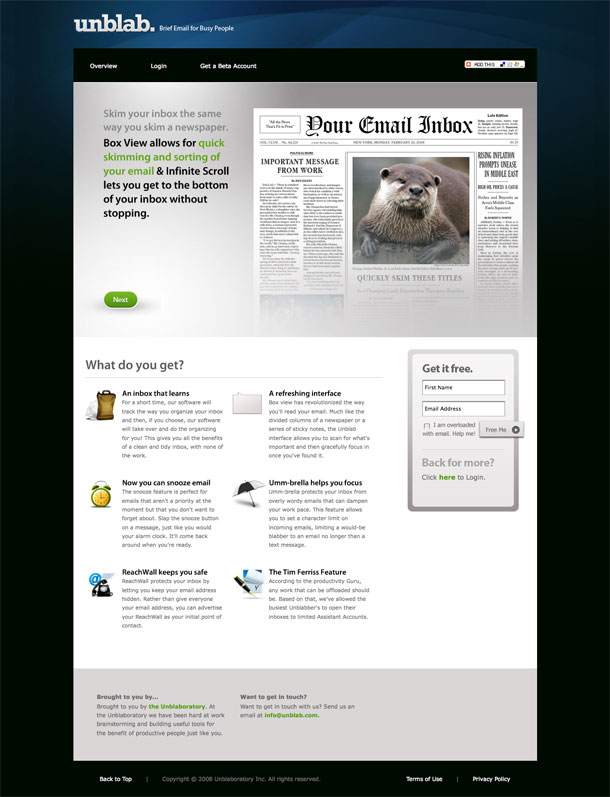 unblab.
Brief Email for Busy People
Overview
Login
Get a Beta Account
ADD THIS
Skim your inbox the same
way you skim a newspaper.
Box View allows for quick
skimming and sorting of
your email & Infinite Scroll
lets you get to the bottom
of your inbox without
stopping.
Next
"All the News
That's Fit to Print"
Your Email Inbox
Late Edition
NEW YORK, MONDAY, FEBRUARY 25, 2008
IMPORTANT MESSAGE
FROM WORK
RISING INFLATION
PROMPTS UNEASE
IN MIDDLE EAST
HIGH OIL PRICES A CAUSE
QUICKLY SKIM THESE TITLES
What do you get?
An inbox that learns
For a short time, our software will
track the way you organize your inbox
and then, if you choose, our software
will take over and do the organizing
for you! This gives you all the benefits
of a clean and tidy inbox, with none of
the work.
A refreshing interface
Box view has revolutionized the way
you'll read your email. Much like the
divided columns of a newspaper or a
series of sticky notes, the Unblab
interface allows you to scan for what's
important and then gracefully focus in
once you've found it.
Now you can snooze email
The snooze feature is perfect for
emails that aren't a priority at the
moment but that you don't want to
forget about. Slap the snooze button
on a message, just like you would
your alarm clock. It'll come back
around when you're ready.
Umm-brella helps you focus
Umm-brella protects your inbox from
overly wordy emails that can dampen
your work pace. This feature allows
you to set a character limit on
incoming emails, limiting a would-be
blabber to an email no longer than a
text message.
ReachWall keeps you safe
ReachWall protects your inbox by
letting you keep your email address
hidden. Rather than give everyone
your email address, you can advertise
your ReachWall as your initial point of
contact.
The Tim Ferriss Feature
According to the productivity Guru,
any work that can be offloaded should
be. Based on that, we've allowed the
busiest Unblabber's to open their
inboxes to limited Assistant Accounts.
Get it free.
First Name
Email Address
I am overloaded
with email. Help me!
Free Me
Back for more?
Click here to Login.
Brought to you by...
Brought to you by the Unblaboratory. At
the Unblaboratory we have been hard at work
brainstorming and building useful tools for
the benefit of productive people just like you.
Want to get in touch?
Want to get in touch with us? Send us an
email at info@unblab.com.
Back to Top | Copyright © 2008 Unblaboratory Inc. All rights reserved.
Terms of Use | Privacy Policy